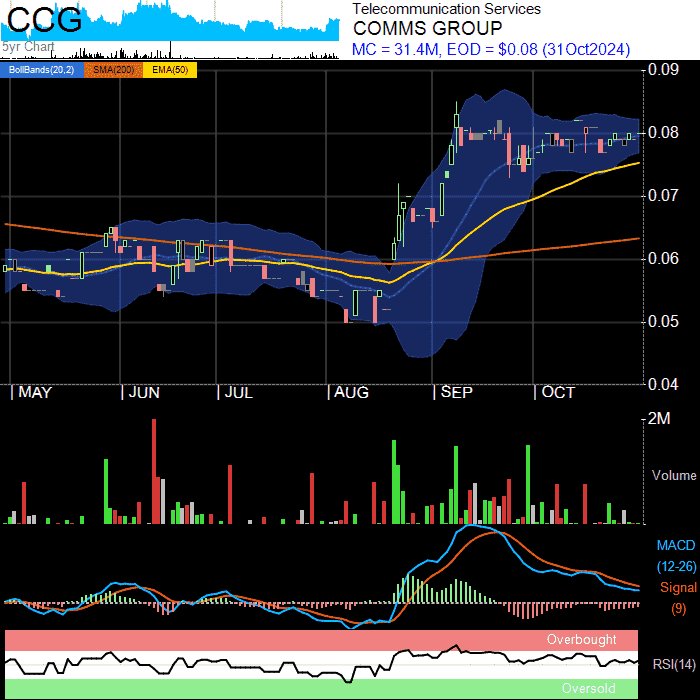 CCG
5yr Chart
Telecommunication Services
COMMS GROUP
MC = 31.4M, EOD = $0.08 (31Oct2024)
BollBands(20,2) SMA(200) EMA(50)
0.09
0.08
0.07
0.06
0.05
0.04
MAY JUN JUL AUG SEP OCT
2M
Volume
MACD
(12-26)
Signal
(9)
Overbought
RSI(14)
Oversold